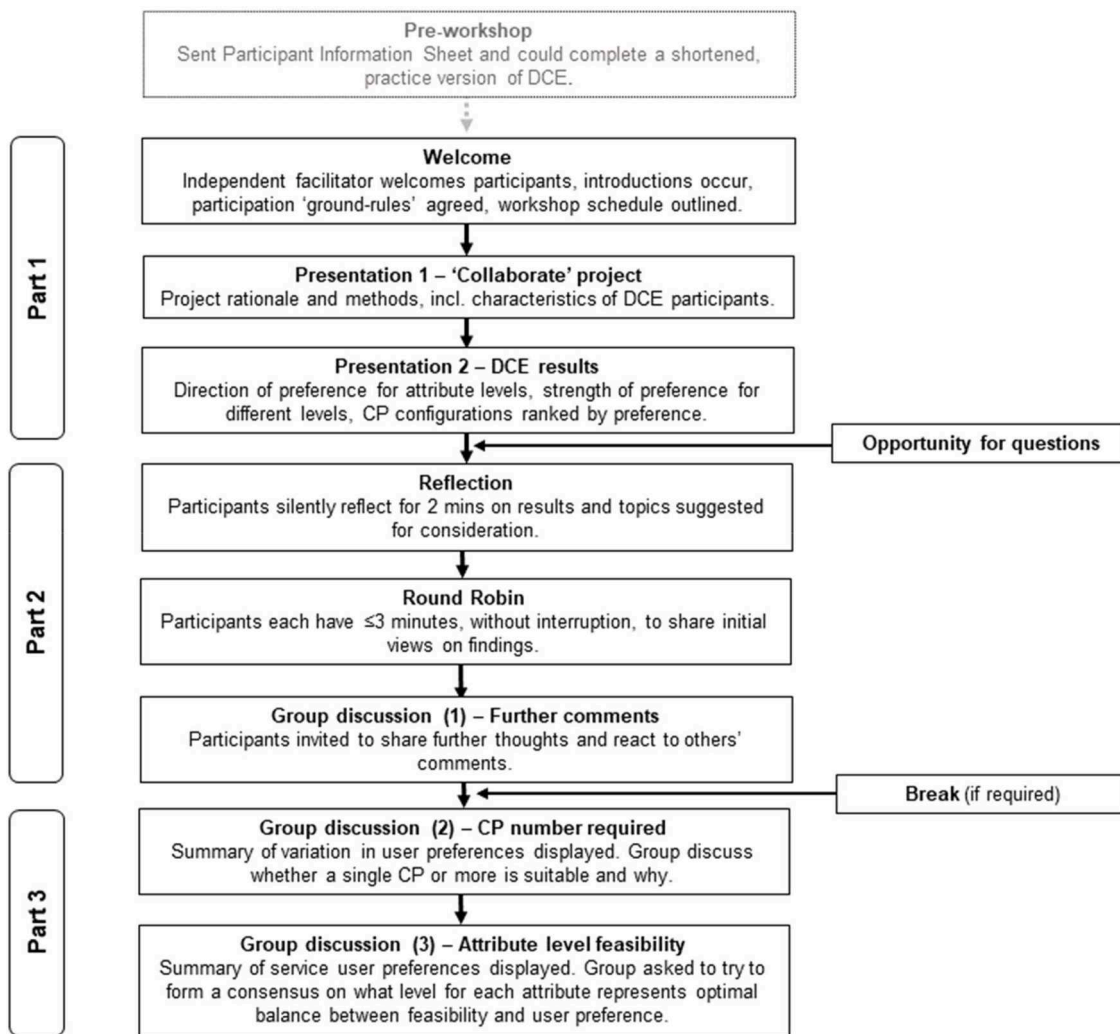 Pre-workshop
Sent Participant Information Sheet and could complete a shortened,
practice version of DCE.
Part 1
Welcome
Independent facilitator welcomes participants, introductions occur,
participation ‘ground-rules’ agreed, workshop schedule outlined.
Presentation 1 – ‘Collaborate’ project
Project rationale and methods, incl. characteristics of DCE participants.
Presentation 2 – DCE results
Direction of preference for attribute levels, strength of preference for
different levels, CP configurations ranked by preference.
Opportunity for questions
Part 2
Reflection
Participants silently reflect for 2 mins on results and topics suggested
for consideration.
Round Robin
Participants each have ≤3 minutes, without interruption, to share initial
views on findings.
Group discussion (1) – Further comments
Participants invited to share further thoughts and react to others’
comments.
Break (if required)
Part 3
Group discussion (2) – CP number required
Summary of variation in user preferences displayed. Group discuss
whether a single CP or more is suitable and why.
Group discussion (3) – Attribute level feasibility
Summary of service user preferences displayed. Group asked to try to
form a consensus on what level for each attribute represents optimal
balance between feasibility and user preference.